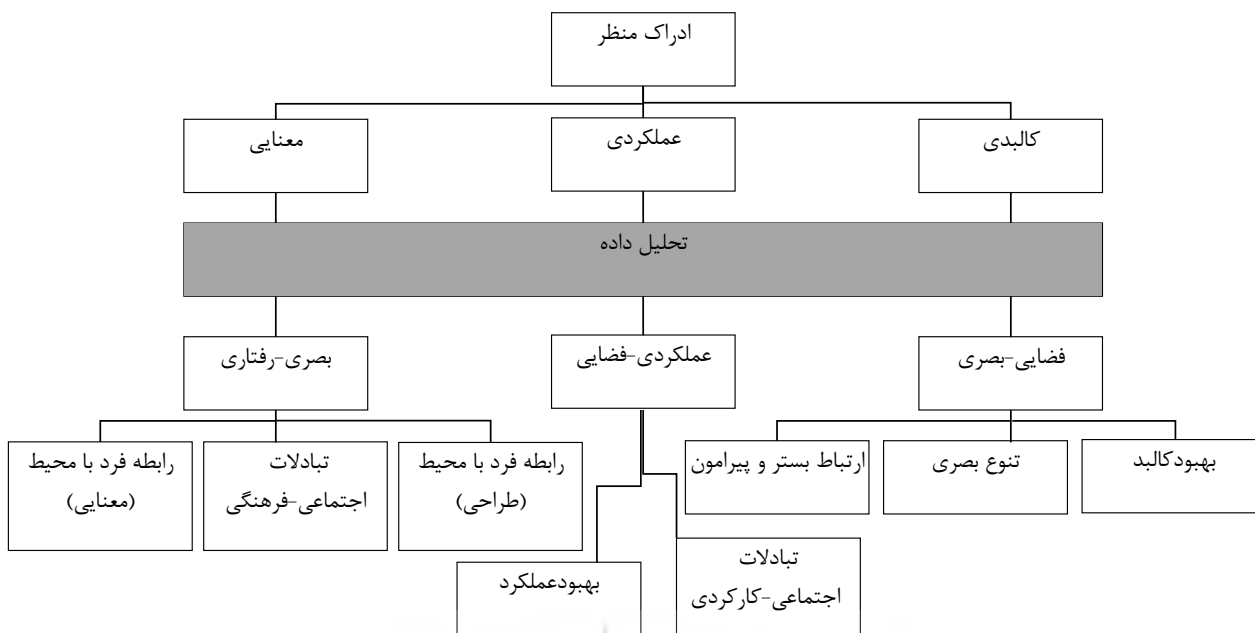 ادراک منظر
کالبدی
عملکردی
معنایی
تحلیل داده
فضایی-بصری
عملکردی-فضایی
بصری-رفتاری
بهبودکالبد
تنوع بصری
ارتباط بستر و پیرامون
رابطه فرد با محیط
(طراحی)
تبادلات
اجتماعی-فرهنگی
رابطه فرد با محیط
(معنایی)
تبادلات
اجتماعی-کارکردی
بهبودعملکرد